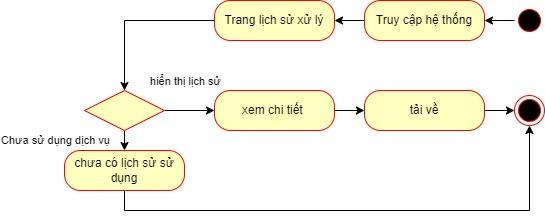 Trang lịch sử xử lý
Truy cập hệ thống
hiển thị lịch sử
xem chi tiết
tải về
Chưa sử dụng dịch vụ
chưa có lịch sử sử
dụng